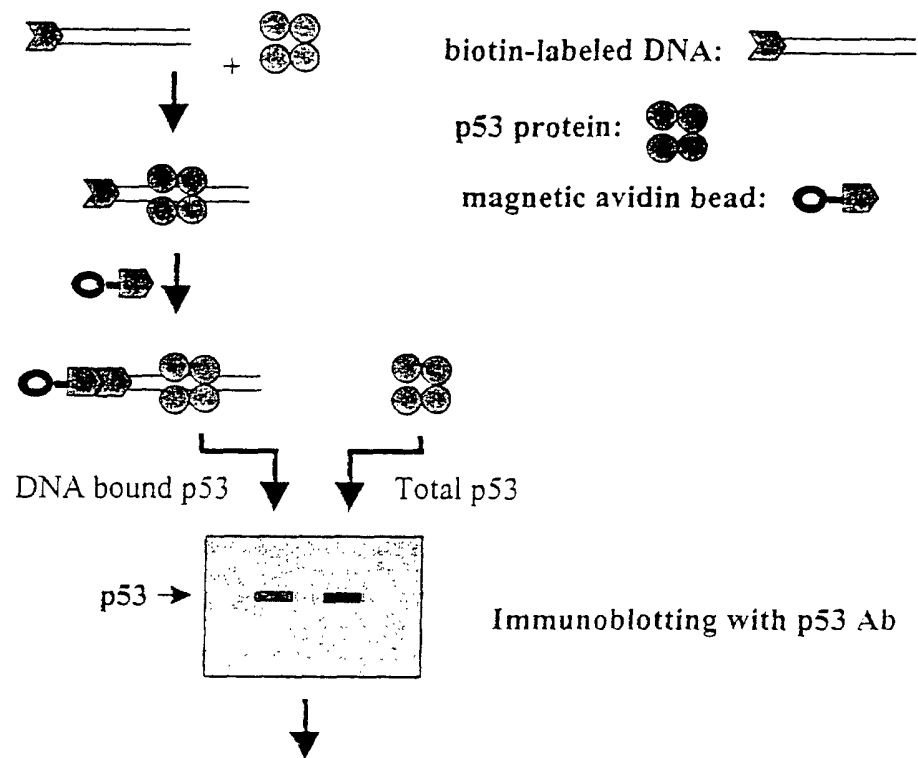 +
biotin-labeled DNA:
p53 protein:
magnetic avidin bead:
DNA bound p53
Total p53
p53
Immunoblotting with p53 Ab